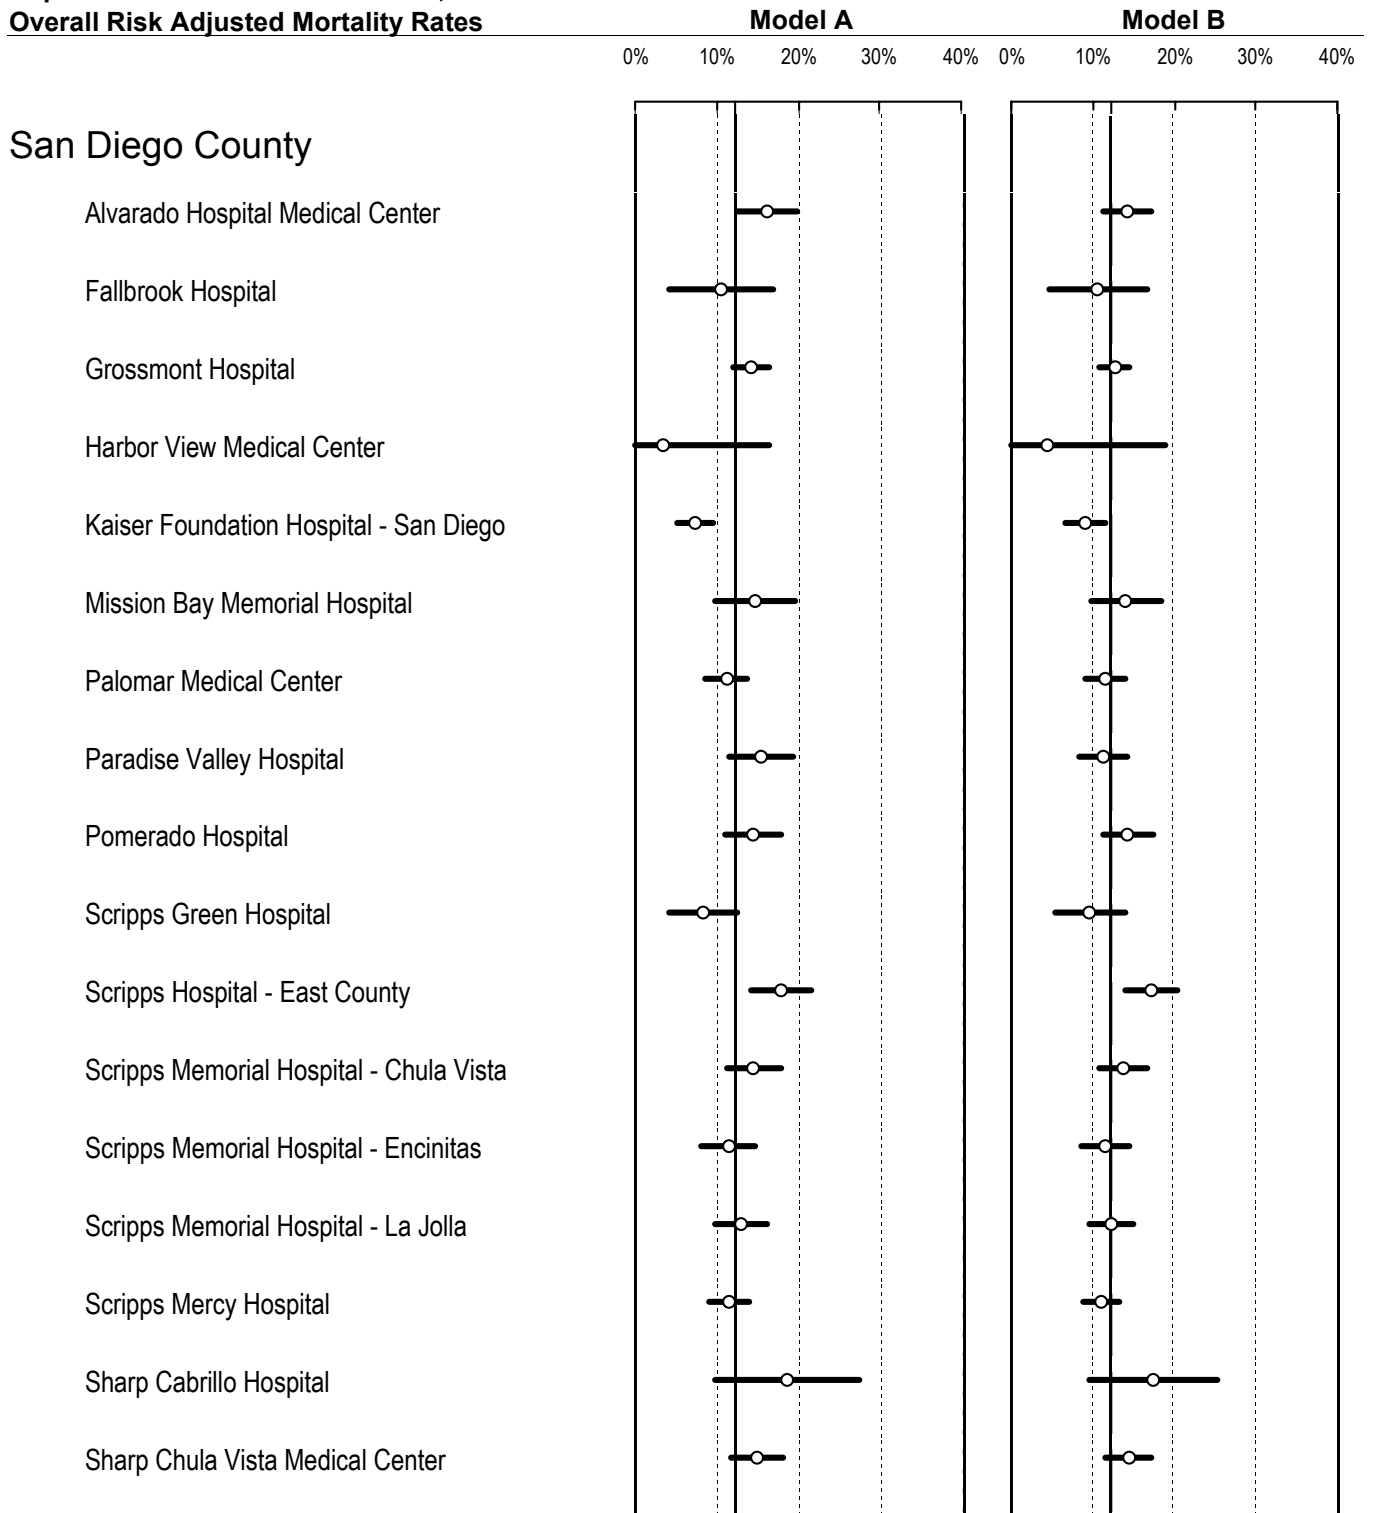 Overall Risk Adjusted Mortality Rates Model A Model B
0% 10% 20% 30% 40% 0% 10% 20% 30% 40%
San Diego County
Alvarado Hospital Medical Center
Fallbrook Hospital
Grossmont Hospital
Harbor View Medical Center
Kaiser Foundation Hospital - San Diego
Mission Bay Memorial Hospital
Palomar Medical Center
Paradise Valley Hospital
Pomerado Hospital
Scripps Green Hospital
Scripps Hospital - East County
Scripps Memorial Hospital - Chula Vista
Scripps Memorial Hospital - Encinitas
Scripps Memorial Hospital - La Jolla
Scripps Mercy Hospital
Sharp Cabrillo Hospital
Sharp Chula Vista Medical Center